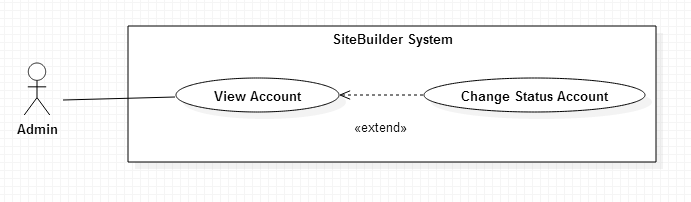 SiteBuilder System
View Account
Change Status Account
Admin
«extend»